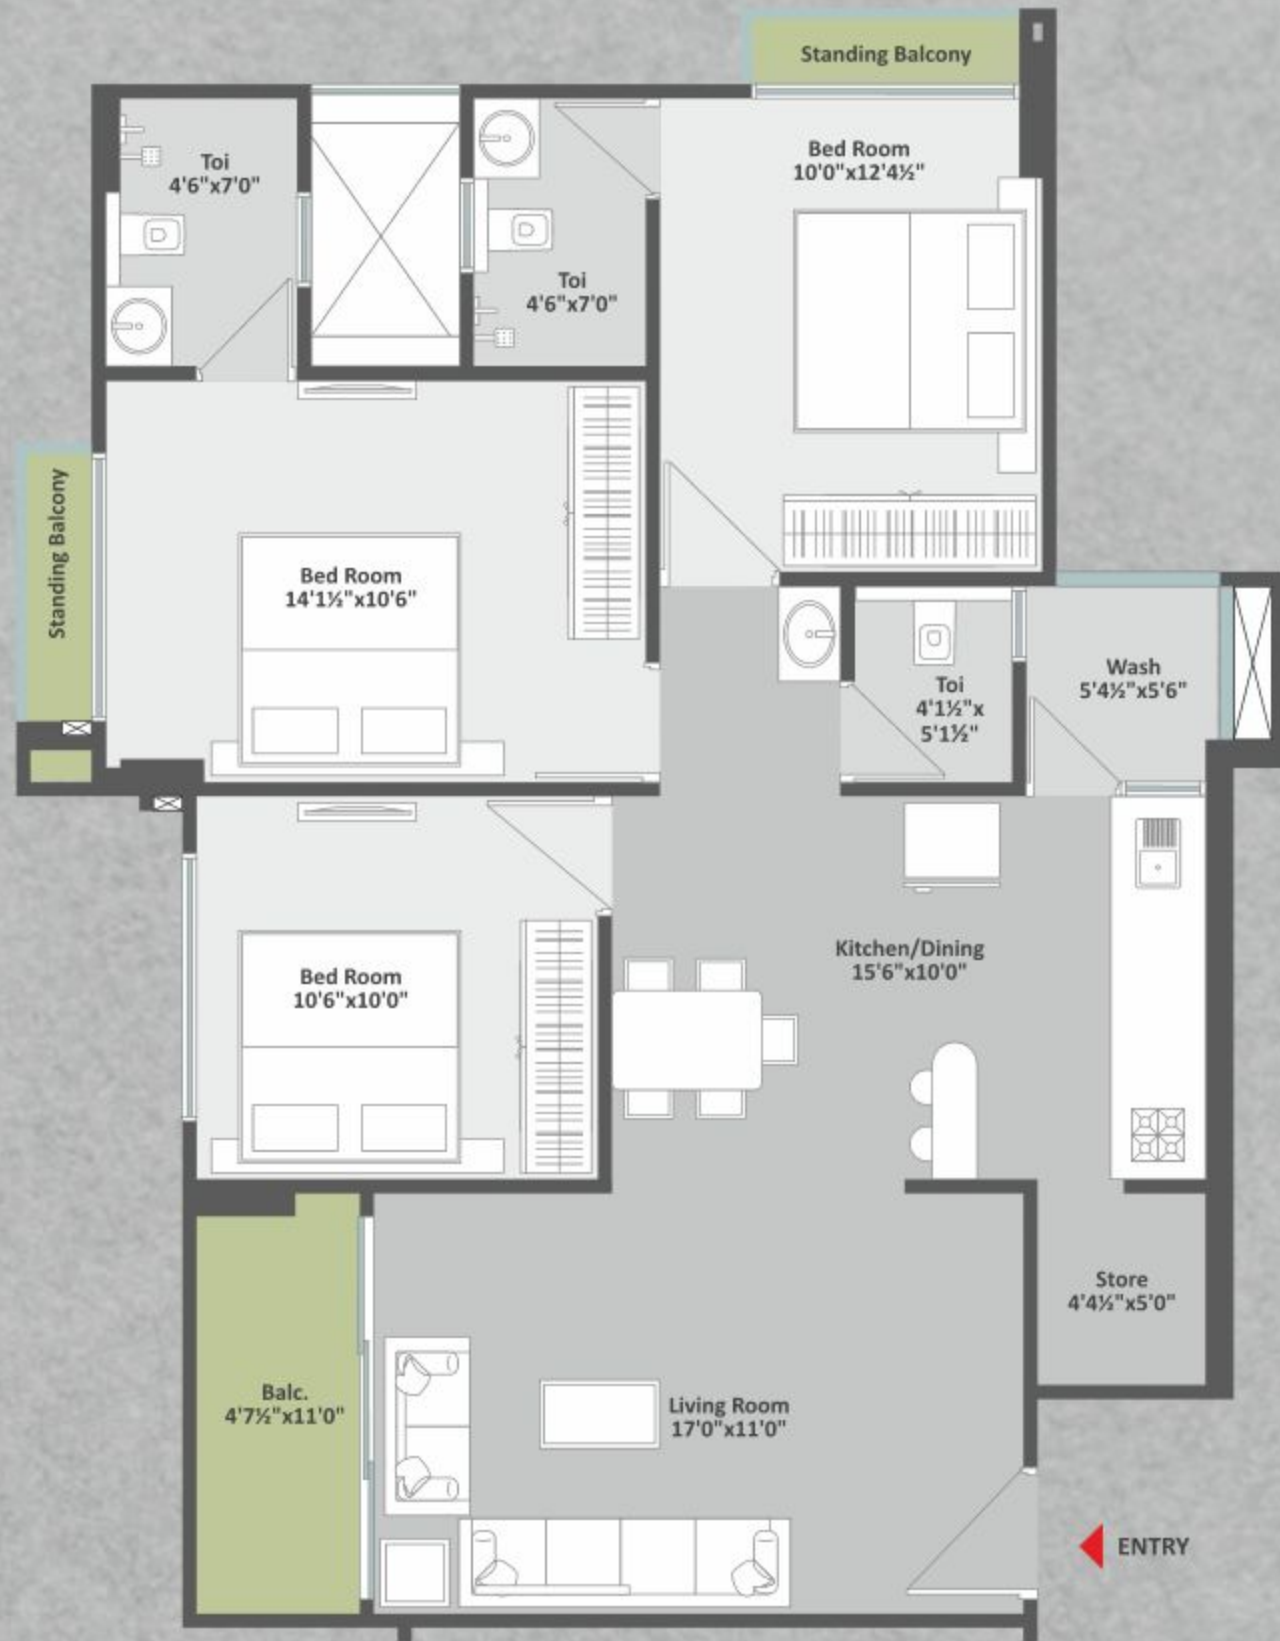 Standing Balcony
Bed Room
10'0"x12'4½"
Toi
4'6"x7'0"
Toi
4'6"x7'0"
Standing Balcony
Bed Room
14'1½"x10'6"
Wash
5'4½"x5'6"
Toi
4'1½"x
5'1½"
Kitchen/Dining
15'6"x10'0"
Bed Room
10'6"x10'0"
Store
4'4½"x5'0"
Balc.
4'7½"x11'0"
Living Room
17'0"x11'0"
ENTRY